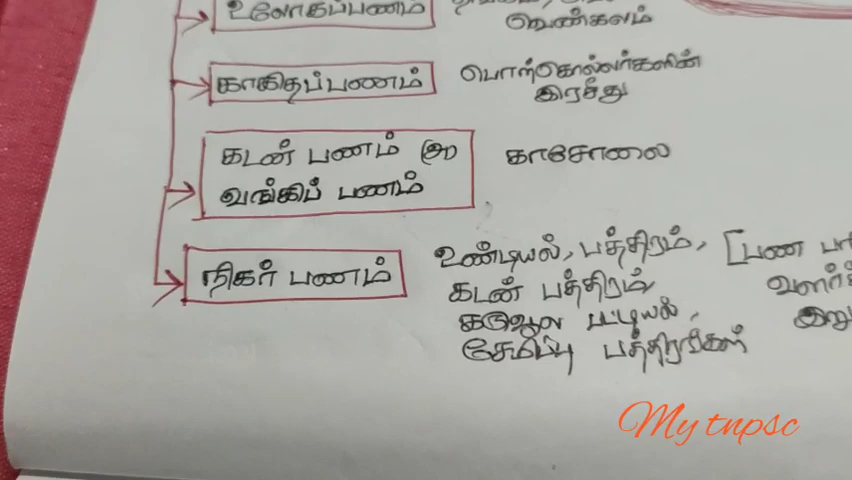 உலோகப்பணம்
வெண்கலம்
காகிதப்பணம் பொற்கொல்லர்களின்
இரசீது
கடன் பணம் (அ) காசோலை
வங்கிப் பணம்
நிகர் பணம் உண்டியல், பத்திரம், [பண
கடன் பத்திரம்,
கருவூல பட்டியல்,
சேமிப்பு பத்திரங்கள்
My tnpsc